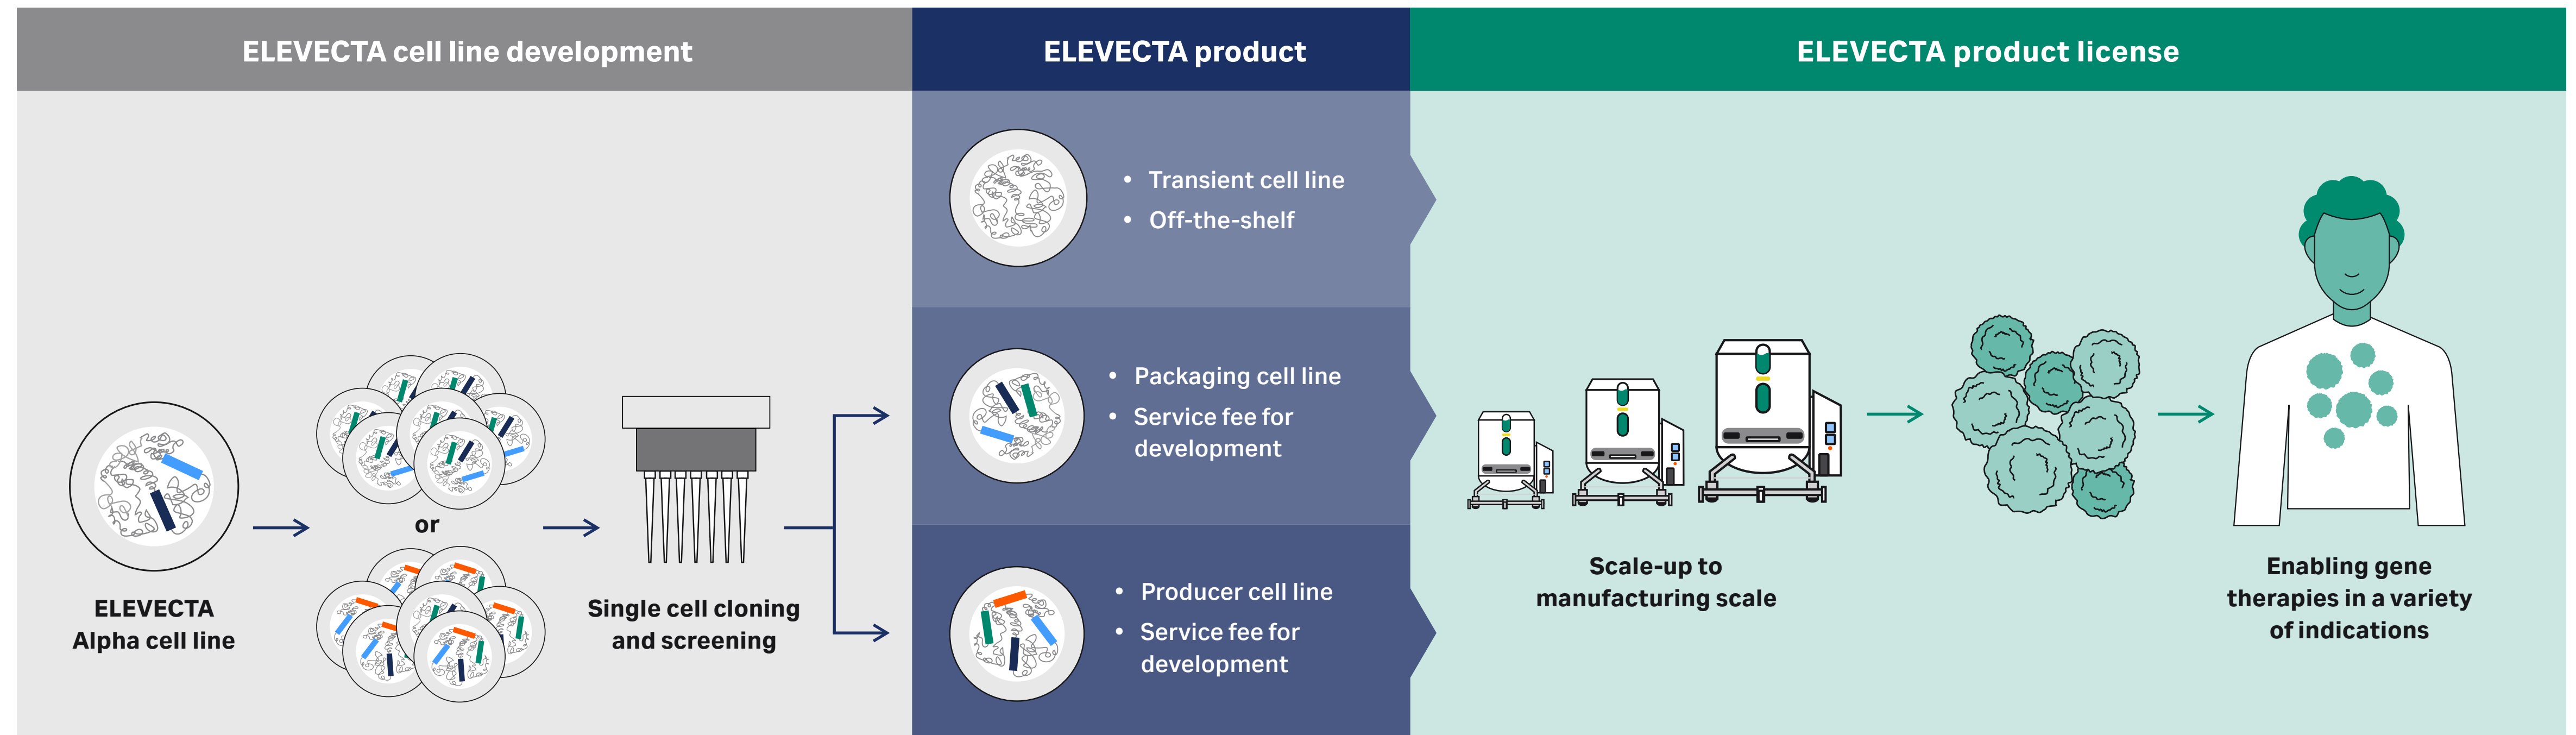 ELEVECTA cell line development
ELEVECTA product
ELEVECTA product license
ELEVECTA
Alpha cell line
or
Single cell cloning
and screening
• Transient cell line
• Off-the-shelf
• Packaging cell line
• Service fee for
development
• Producer cell line
• Service fee for
development
Scale-up to
manufacturing scale
Enabling gene
therapies in a variety
of indications